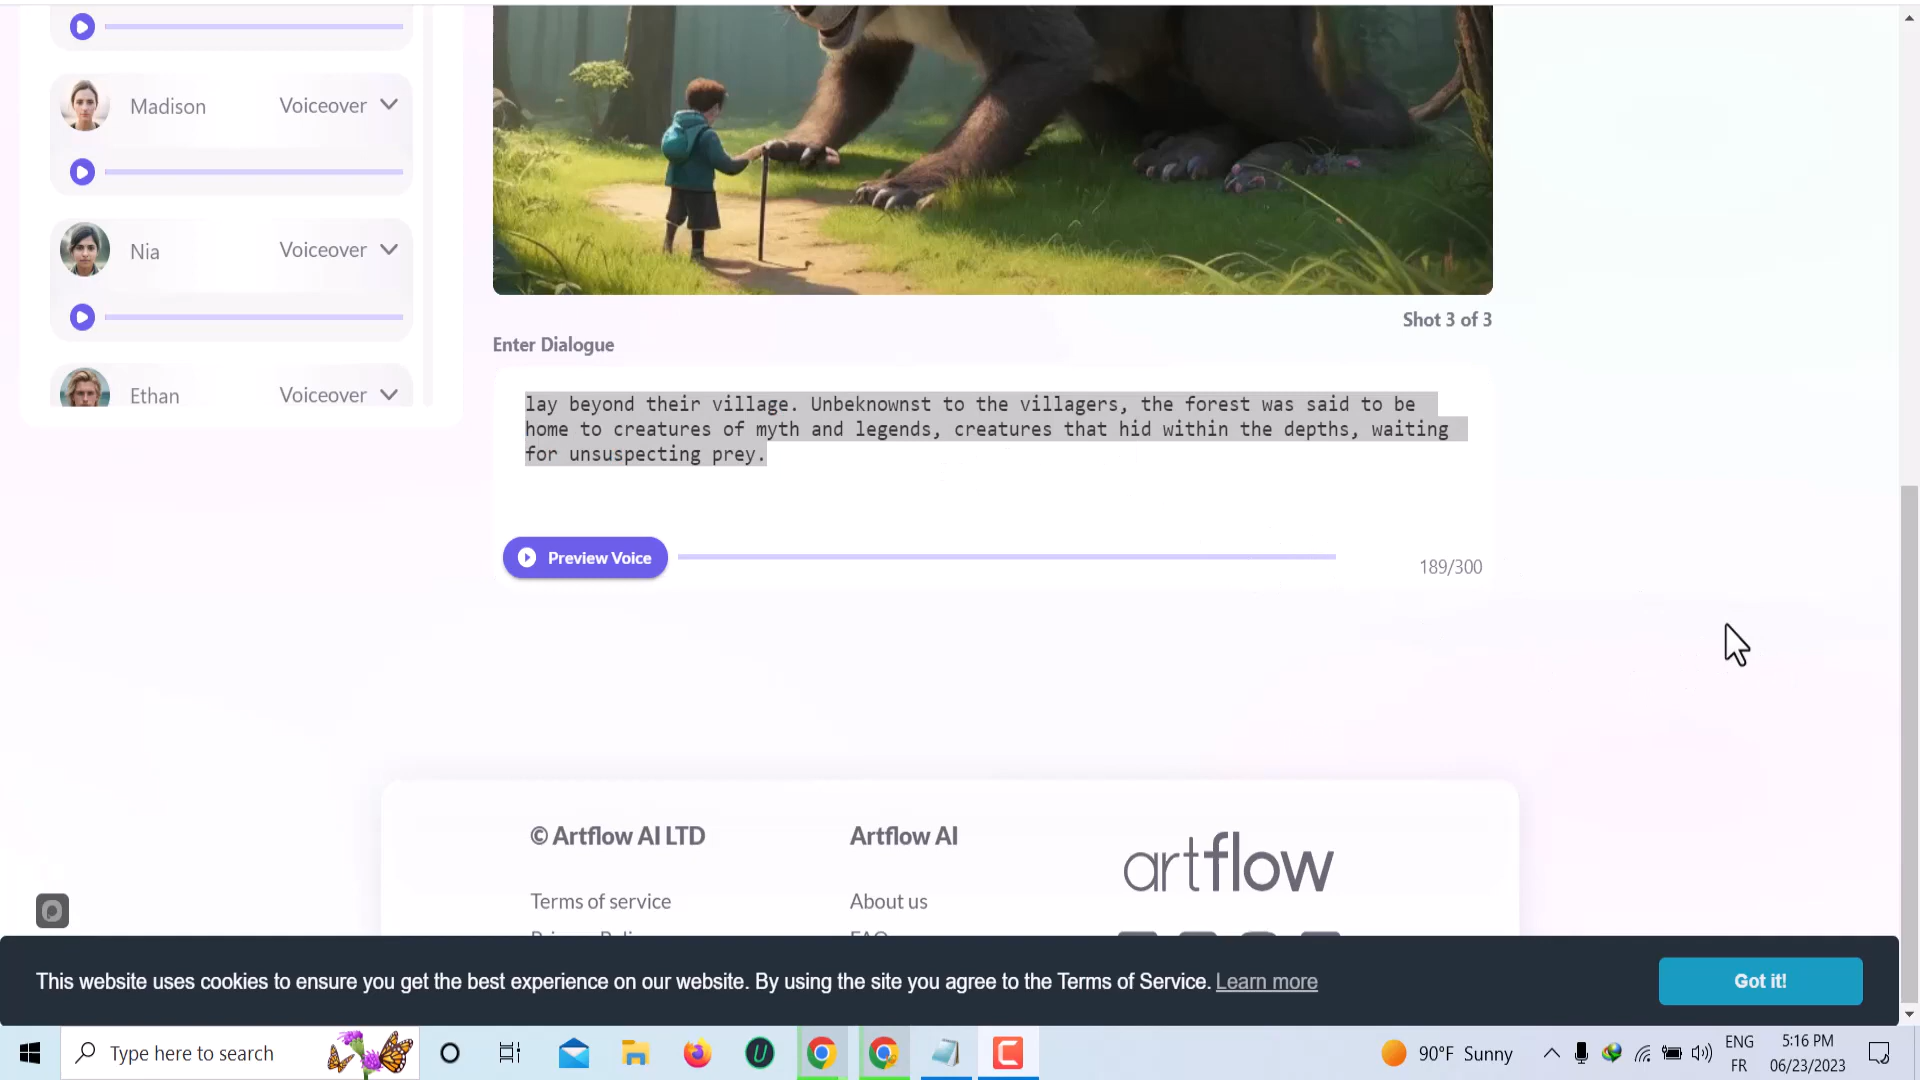 Madison
Voiceover
Nia
Voiceover
Ethan
Voiceover
Shot 3 of 3
Enter Dialogue
lay beyond their village. Unbeknownst to the villagers, the forest was said to be
home to creatures of myth and legends, creatures that hid within the depths, waiting
for unsuspecting prey.
Preview Voice
189/300
© Artflow AI LTD
Artflow AI
artflow
Terms of service
About us
This website uses cookies to ensure you get the best experience on our website. By using the site you agree to the Terms of Service. Learn more
Got it!
Type here to search
90°F Sunny
ENG
FR
5:16 PM
06/23/2023